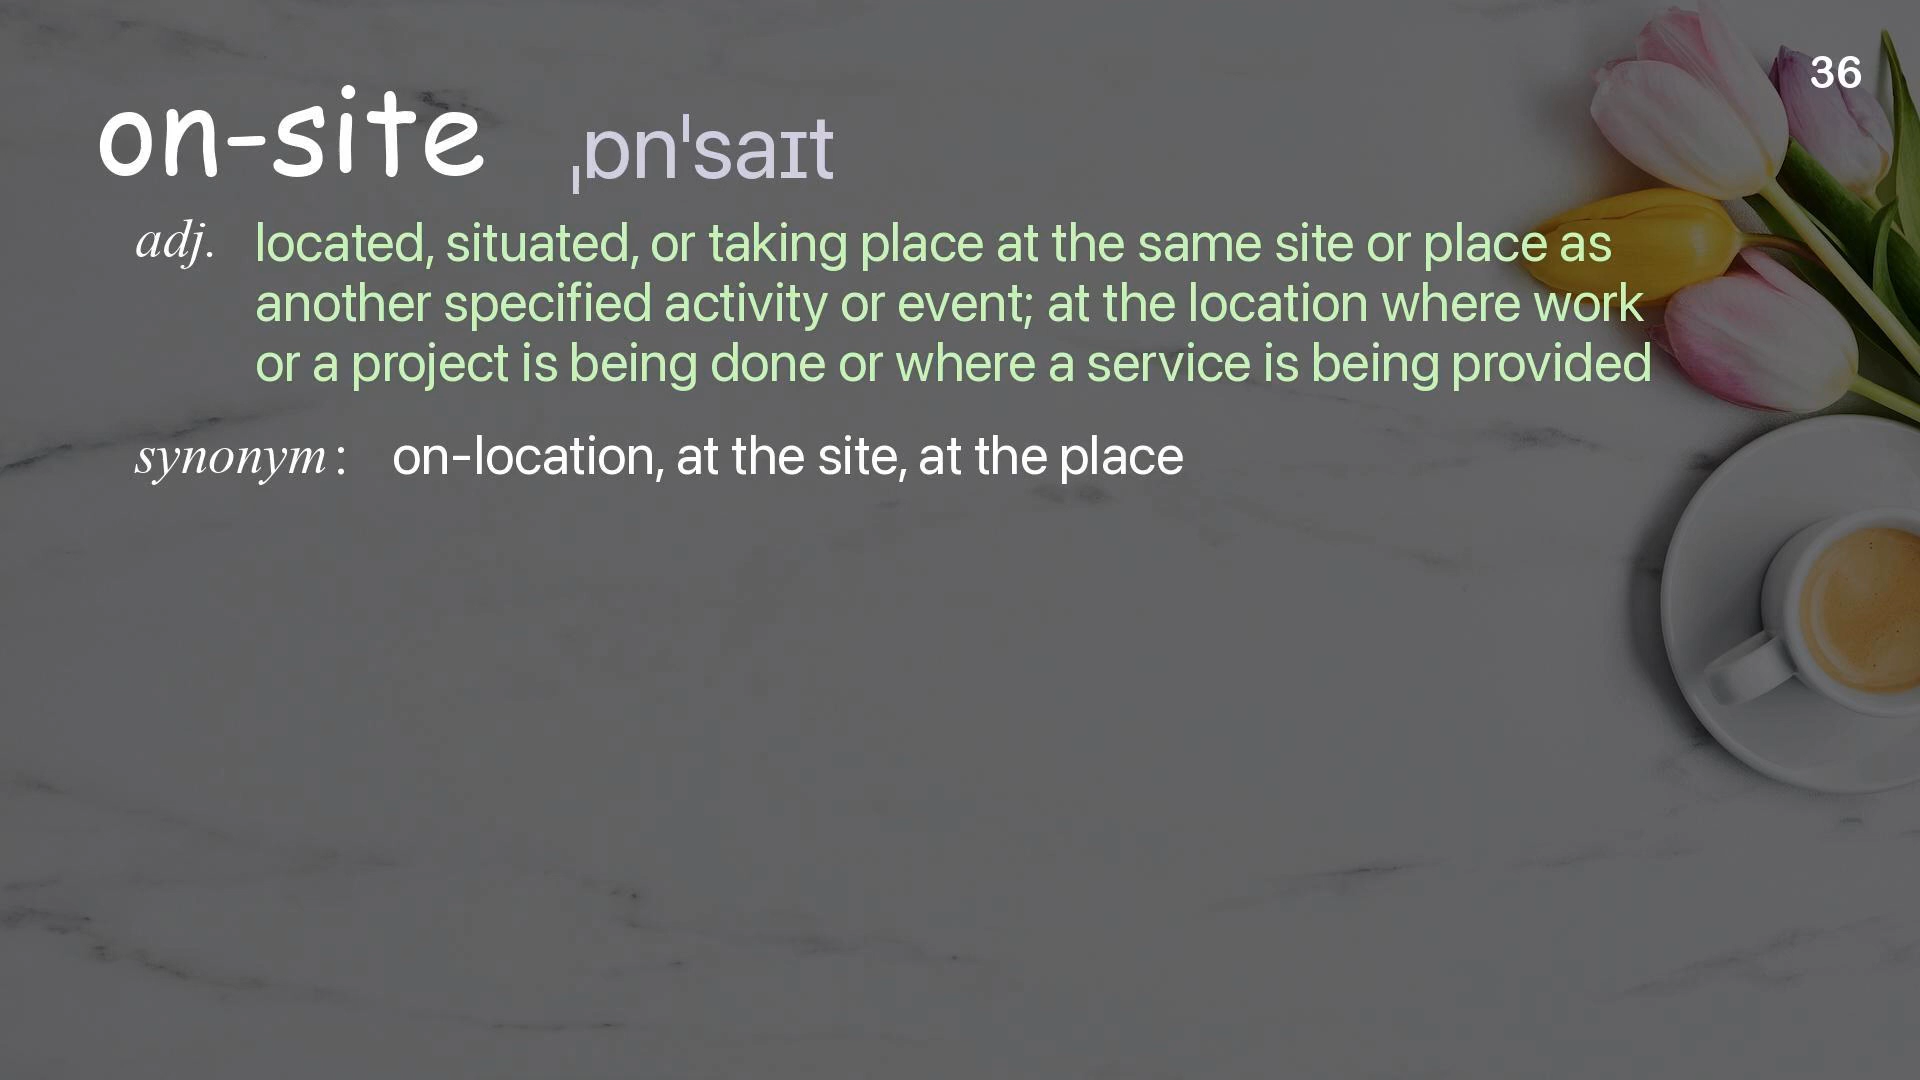 36
on-site ˌɒnˈsaɪt
adj. located, situated, or taking place at the same site or place as
another specified activity or event; at the location where work
or a project is being done or where a service is being provided
synonym: on-location, at the site, at the place